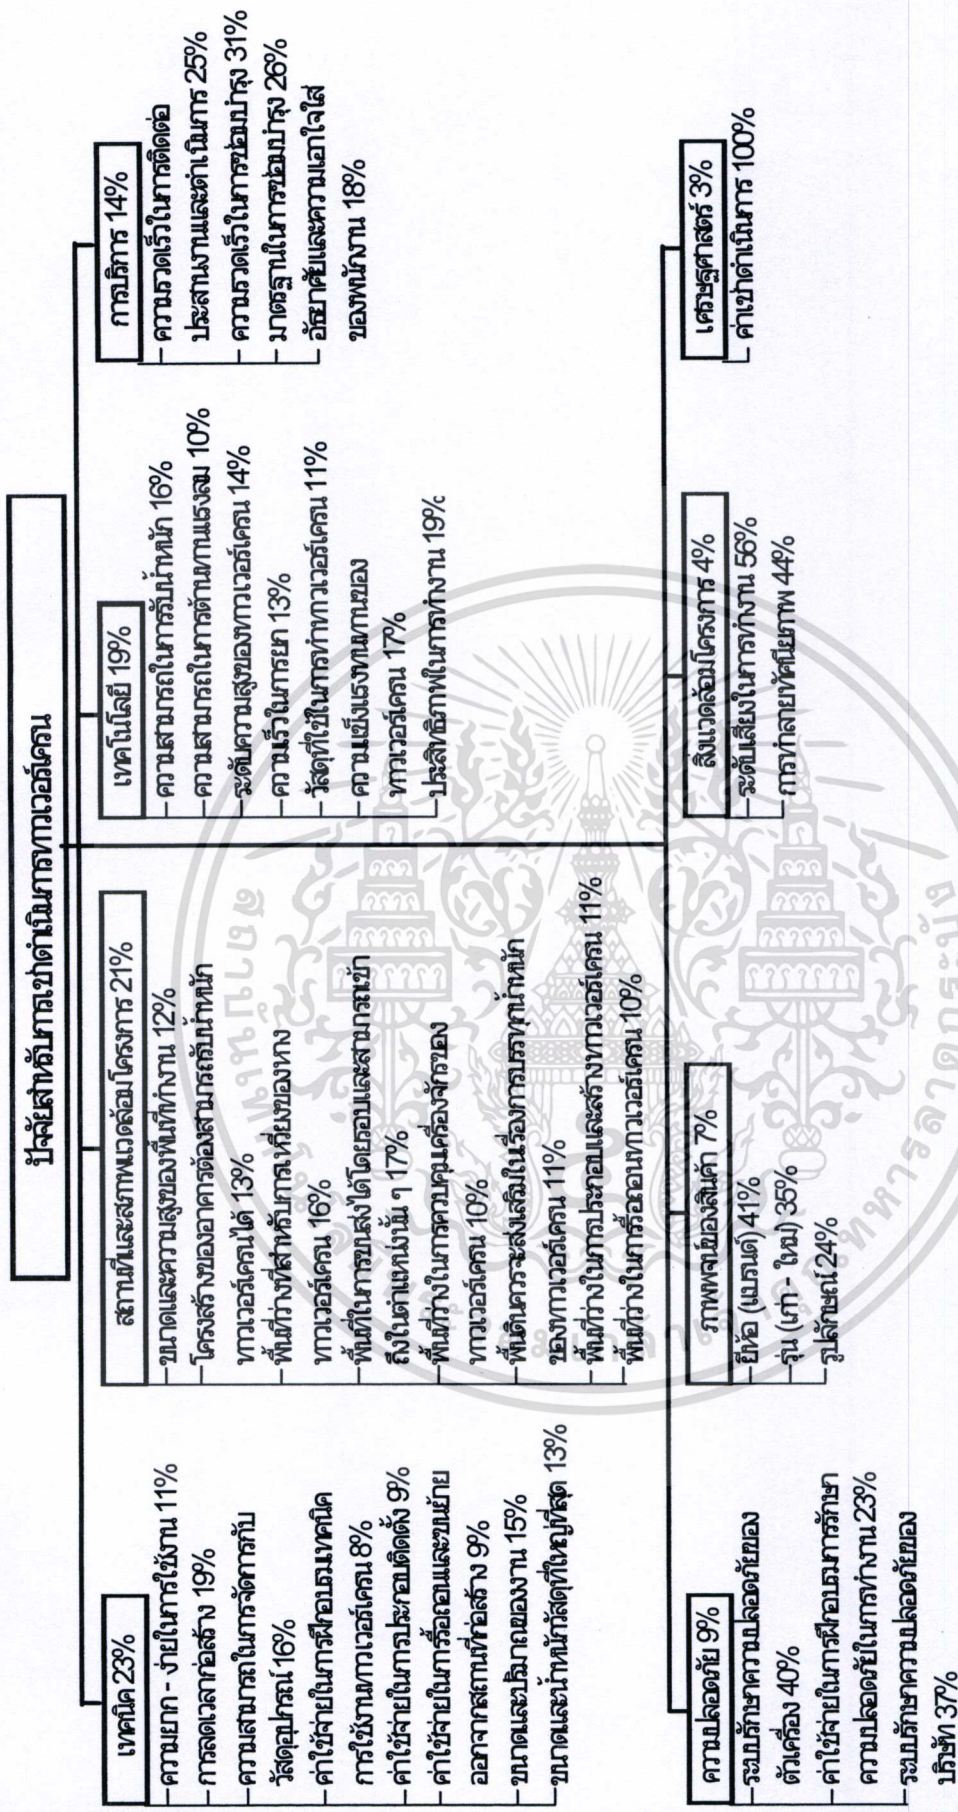 ปัจจัยสำหรับการเช่าดำเนินการทาวเวอร์เครน
เทคนิค 23%
ความยาก - ง่ายในการใช้งาน 11%
การลดเวลาก่อสร้าง 19%
ความสามารถในการจัดการกับ
วัสดุอุปกรณ์ 16%
ค่าใช้จ่ายในการฝึกอบรมเทคนิค
การใช้งานทาวเวอร์เครน 8%
ค่าใช้จ่ายในการประกอบติดตั้ง 9%
ค่าใช้จ่ายในการรื้อถอนและขนย้าย
ออกจากสถานที่ก่อสร้าง 9%
ขนาดและปริมาณของงาน 15%
ขนาดและน้ำหนักวัสดุที่ใหญ่ที่สุด 13%
สถานที่และสภาพแวดล้อมโครงการ 21%
ขนาดและความสูงของพื้นที่ทำงาน 12%
โครงสร้างของอาคารต้องสามารถรับน้ำหนัก
ทาวเวอร์เครนได้ 13%
พื้นที่ว่างที่สำหรับการเหวี่ยงของหาง
ทาวเวอร์เครน 16%
พื้นที่ในการขนส่งได้โดยรอบและสามารถเข้า
ถึงในตำแหน่งนั้น ๆ 17%
พื้นที่ว่างในการควบคุมเครื่องจักรของ
ทาวเวอร์เครน 10%
พื้นดินควรจะส่งเสริมในเรื่องการบรรทุกน้ำหนัก
ของทาวเวอร์เครน 11%
พื้นที่ว่างในการประกอบและสร้างทาวเวอร์เครน 11%
พื้นที่ว่างในการรื้อถอนทาวเวอร์เครน 10%
เทคโนโลยี 19%
ความสามารถในการรับน้ำหนัก 16%
ความสามารถในการต้านทานแรงลม 10%
ระดับความสูงของทาวเวอร์เครน 14%
ความเร็วในการยก 13%
วัสดุที่ใช้ในการทำทาวเวอร์เครน 11%
ความแข็งแรงทนทานของ
ทาวเวอร์เครน 17%
ประสิทธิภาพในการทำงาน 19%
การบริการ 14%
ความรวดเร็วในการติดต่อ
ประสานงานและดำเนินการ 25%
ความรวดเร็วในการซ่อมบำรุง 31%
มาตรฐานในการซ่อมบำรุง 26%
อัธยาศัยและความเอาใจใส่
ของพนักงาน 18%
ความปลอดภัย 9%
ระบบรักษาความปลอดภัยของ
ตัวเครื่อง 40%
ค่าใช้จ่ายในการฝึกอบรมการรักษา
ความปลอดภัยในการทำงาน 23%
ระบบรักษาความปลอดภัยของ
บริษัท 37%
ภาพพจน์ของสินค้า 7%
ยี่ห้อ (แบรนด์) 41%
รุ่น (เก่า - ใหม่) 35%
รูปลักษณ์ 24%
สิ่งแวดล้อมโครงการ 4%
ระดับเสียงในการทำงาน 56%
การทำลายทัศนียภาพ 44%
เศรษฐศาสตร์ 3%
ค่าเช่าดำเนินการ 100%